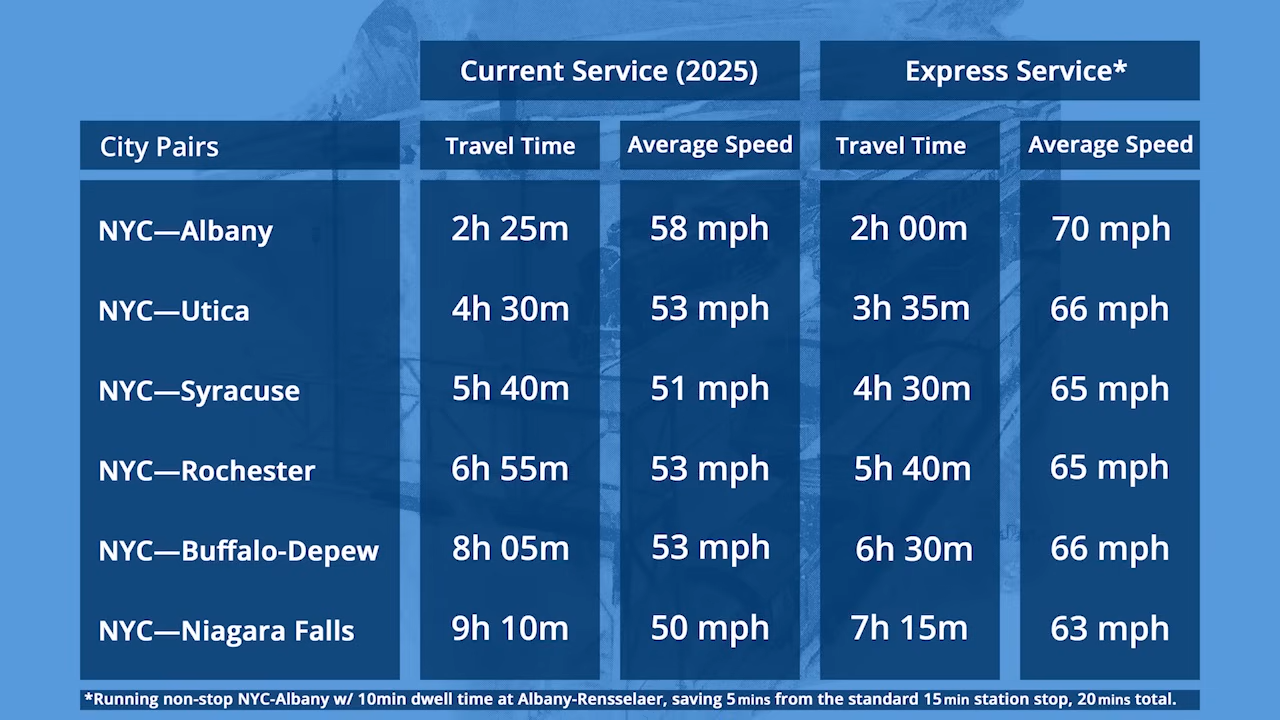 Current Service (2025) Express Service*
City Pairs Travel Time Average Speed Travel Time Average Speed
NYC—Albany 2h 25m 58 mph 2h 00m 70 mph
NYC—Utica 4h 30m 53 mph 3h 35m 66 mph
NYC—Syracuse 5h 40m 51 mph 4h 30m 65 mph
NYC—Rochester 6h 55m 53 mph 5h 40m 65 mph
NYC—Buffalo-Depew 8h 05m 53 mph 6h 30m 66 mph
NYC—Niagara Falls 9h 10m 50 mph 7h 15m 63 mph
*Running non-stop NYC-Albany w/ 10min dwell time at Albany-Rensselaer, saving 5mins from the standard 15min station stop, 20mins total.